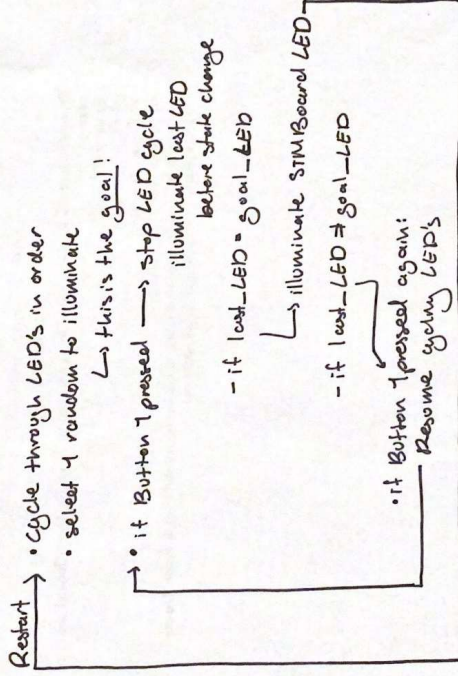 Restart
• Cycle through LED's in order
• select 1 random to illuminate
↳ this is the goal!
• if Button 1 pressed → stop LED cycle
illuminate last LED
before state change
- if last_LED = goal_LED
↳ illuminate STM Board LED
- if last_LED ≠ goal_LED
• if Button 1 pressed again:
Resume cycling LED's